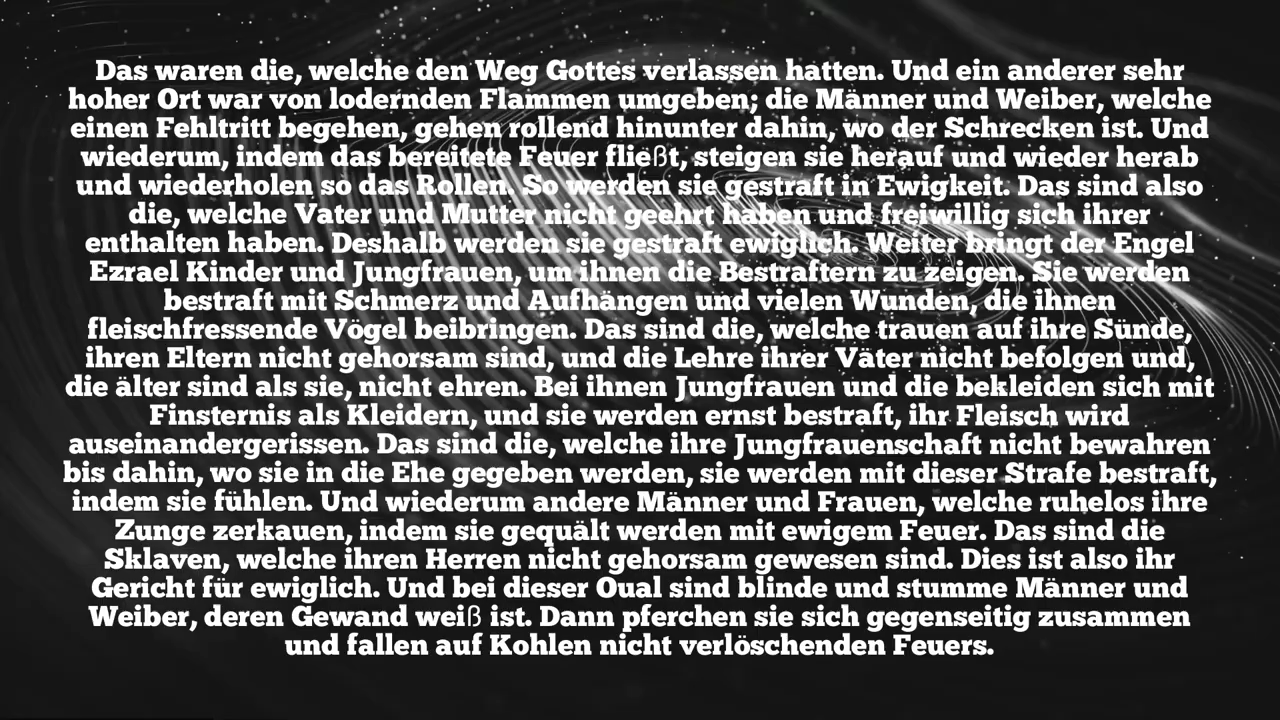 Das waren die, welche den Weg Gottes verlassen hatten. Und ein anderer sehr
hoher Ort war von lodernden Flammen umgeben; die Männer und Weiber, welche
einen Fehltritt begehen, gehen rollend hinunter dahin, wo der Schrecken ist. Und
wiederum, indem das bereitete Feuer fließt, steigen sie herauf und wieder herab
und wiederholen so das Rollen. So werden sie gestraft in Ewigkeit. Das sind also
die, welche Vater und Mutter nicht geehrt haben und freiwillig sich ihrer
enthalten haben. Deshalb werden sie gestraft ewiglich. Weiter bringt der Engel
Ezrael Kinder und Jungfrauen, um ihnen die Bestraftern zu zeigen. Sie werden
bestraft mit Schmerz und Aufhängen und vielen Wunden, die ihnen
fleischfressende Vögel beibringen. Das sind die, welche trauen auf ihre Sünde,
ihren Eltern nicht gehorsam sind, und die Lehre ihrer Väter nicht befolgen und,
die älter sind als sie, nicht ehren. Bei ihnen Jungfrauen und die bekleiden sich mit
Finsternis als Kleidern, und sie werden ernst bestraft, ihr Fleisch wird
auseinandergerissen. Das sind die, welche ihre Jungfrauenschaft nicht bewahren
bis dahin, wo sie in die Ehe gegeben werden, sie werden mit dieser Strafe bestraft,
indem sie fühlen. Und wiederum andere Männer und Frauen, welche ruhelos ihre
Zunge zerkauen, indem sie gequält werden mit ewigem Feuer. Das sind die
Sklaven, welche ihren Herren nicht gehorsam gewesen sind. Dies ist also ihr
Gericht für ewiglich. Und bei dieser Oual sind blinde und stumme Männer und
Weiber, deren Gewand weiß ist. Dann pferchen sie sich gegenseitig zusammen
und fallen auf Kohlen nicht verlöschenden Feuers.